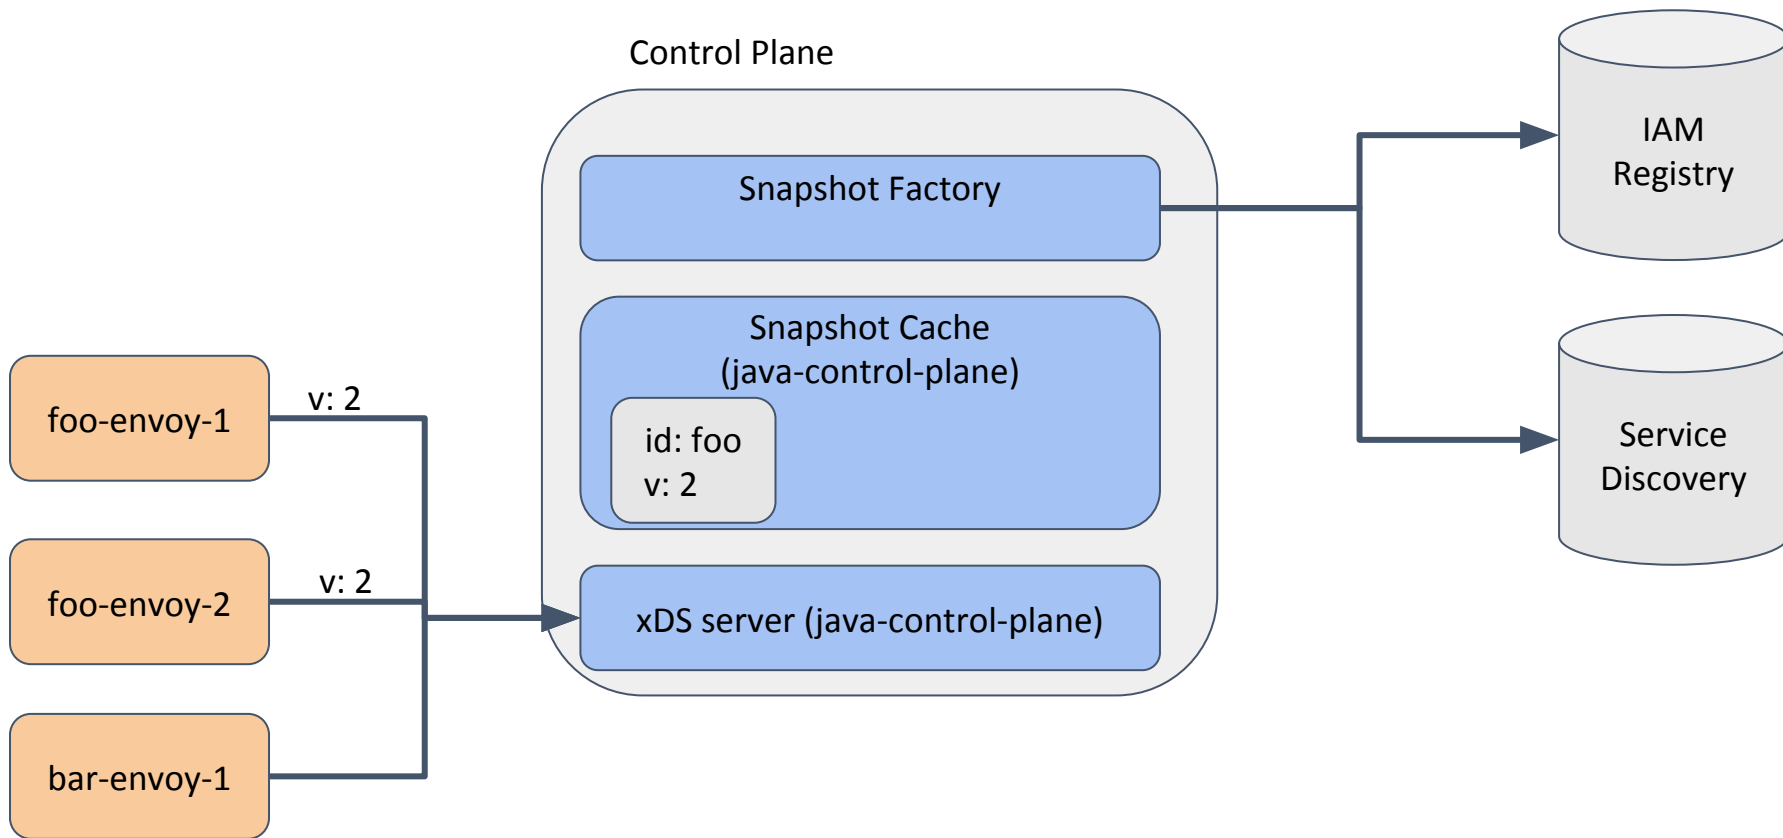 Control Plane
Snapshot Factory
Snapshot Cache
(java-control-plane)
id: foo
v: 2
xDS server (java-control-plane)
foo-envoy-1
v: 2
foo-envoy-2
v: 2
bar-envoy-1
IAM
Registry
Service
Discovery